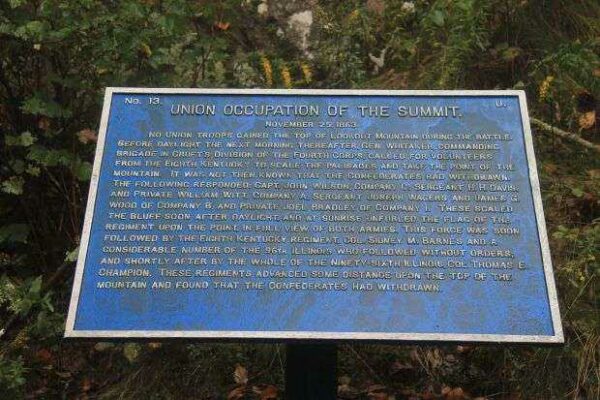 No. 13. U.
UNION OCCUPATION OF THE SUMMIT.
NOVEMBER 25, 1863.
NO UNION TROOPS GAINED THE TOP OF LOOKOUT MOUNTAIN DURING THE BATTLE.
BEFORE DAYLIGHT THE NEXT MORNING THEREAFTER, GEN. WHITAKER, COMMANDING
BRIGADE IN CRUFT'S DIVISION OF THE FOURTH CORPS, CALLED FOR VOLUNTEERS
FROM THE EIGHTH KENTUCKY, TO SCALE THE PALISADES AND TAKE THE POINT OF THE
MOUNTAIN. IT WAS NOT THEN KNOWN THAT THE CONFEDERATES HAD WITHDRAWN.
THE FOLLOWING RESPONDED: CAPT. JOHN WILSON, COMPANY C, SERGEANT H. H. DAVIS,
AND PRIVATE WILLIAM WITT, COMPANY A, SERGEANT JOSEPH WAGERS AND JAMES G.
WOOD OF COMPANY B, AND PRIVATE JOEL BRADLEY OF COMPANY I. THESE SCALED
THE BLUFF SOON AFTER DAYLIGHT, AND AT SUNRISE UNFURLED THE FLAG OF THE
REGIMENT UPON THE POINT IN FULL VIEW OF BOTH ARMIES. THIS FORCE WAS SOON
FOLLOWED BY THE EIGHTH KENTUCKY REGIMENT, COL. SIDNEY M. BARNES AND A
CONSIDERABLE NUMBER OF THE 96TH ILLINOIS WHO FOLLOWED WITHOUT ORDERS,
AND SHORTLY AFTER BY THE WHOLE OF THE NINETY-SIXTH ILLINOIS, COL. THOMAS E.
CHAMPION. THESE REGIMENTS ADVANCED SOME DISTANCE UPON THE TOP OF THE
MOUNTAIN AND FOUND THAT THE CONFEDERATES HAD WITHDRAWN.